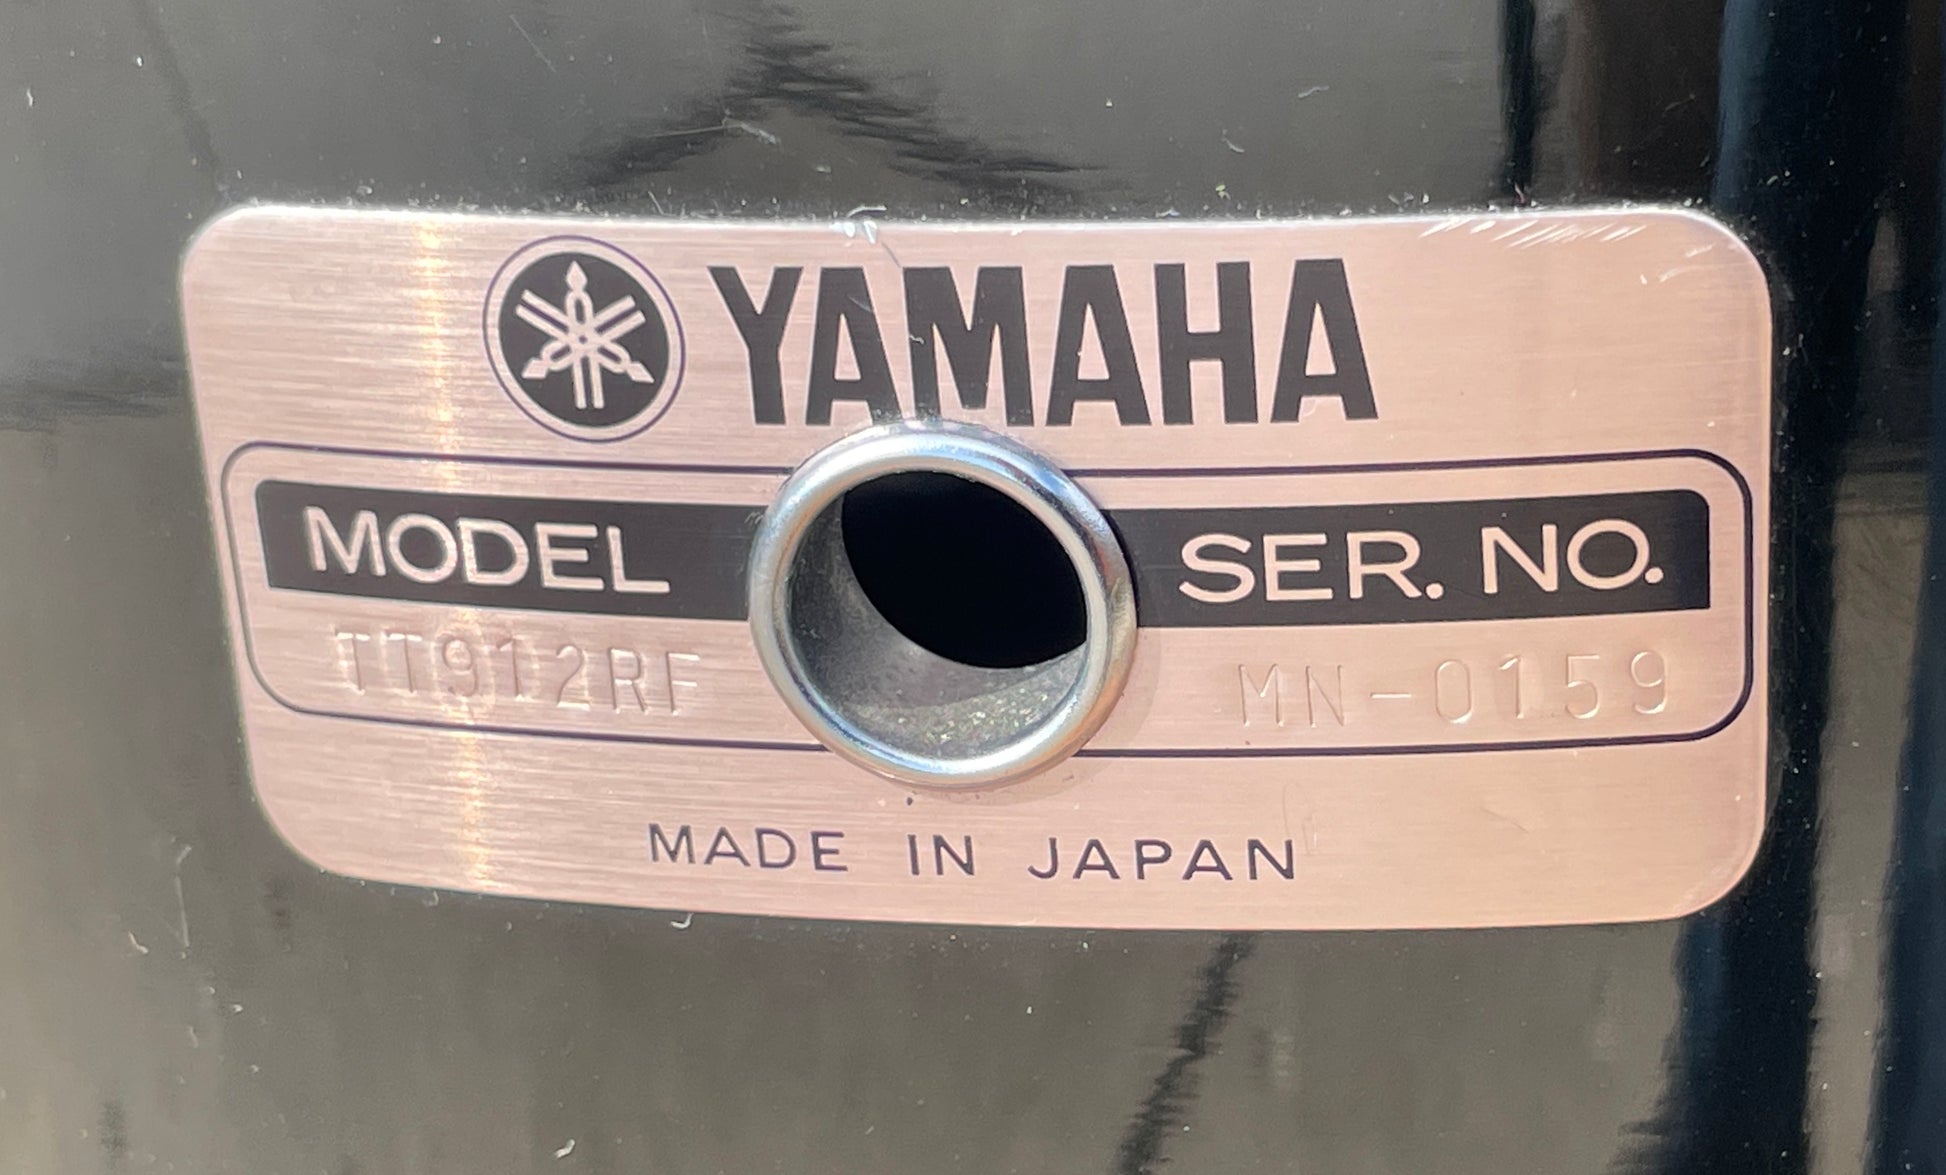 YAMAHA
MODEL SER. NO.
TT912RF MN-0159
MADE IN JAPAN